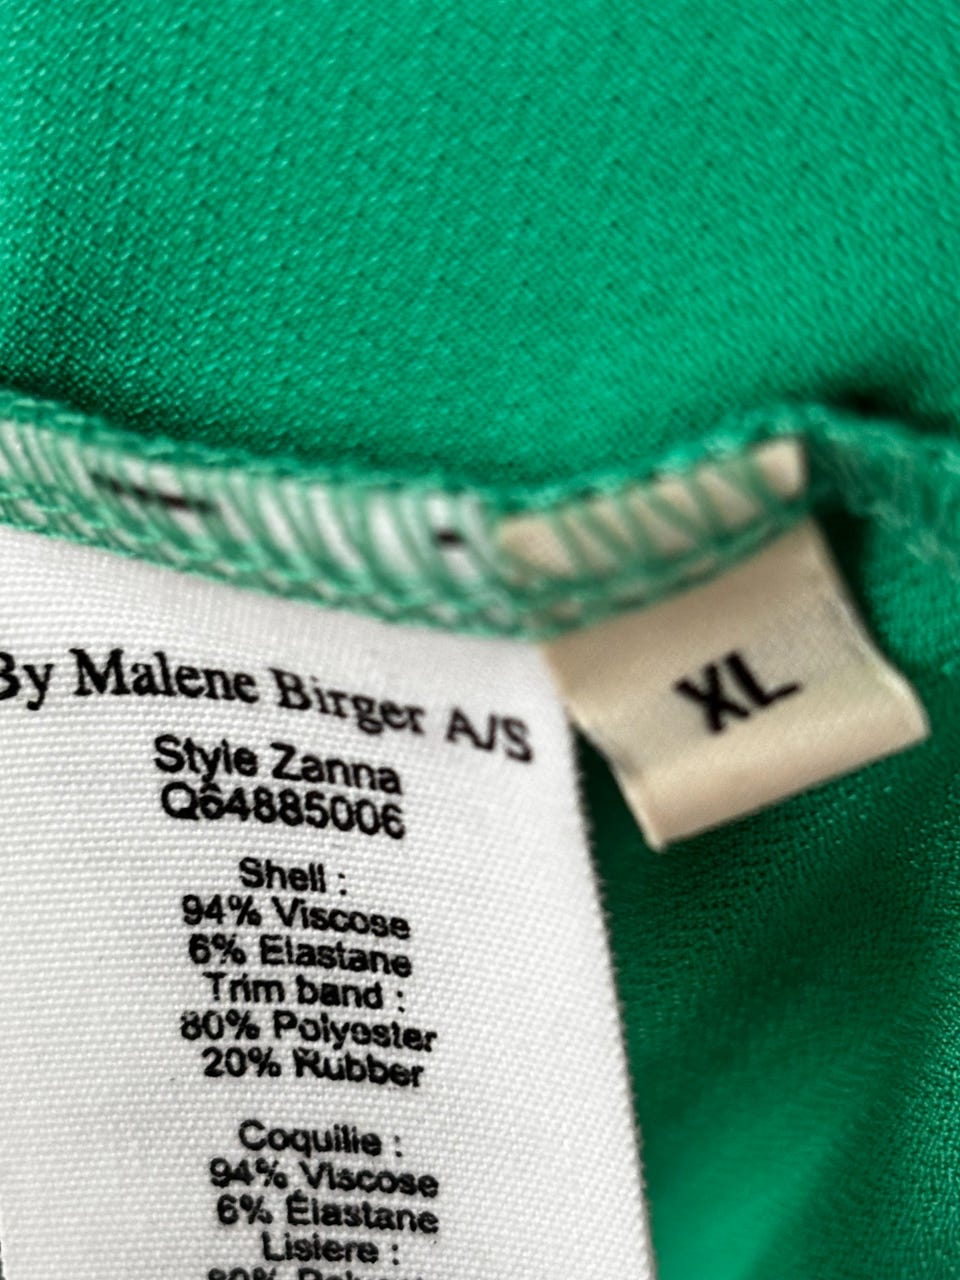 By Malene Birger A/S
XL
Style Zanna
Q64885006
Shell :
94% Viscose
6% Elastane
Trim band :
80% Polyester
20% Rubber
Coquille :
94% Viscose
6% Élastane
Lisiere :
80%